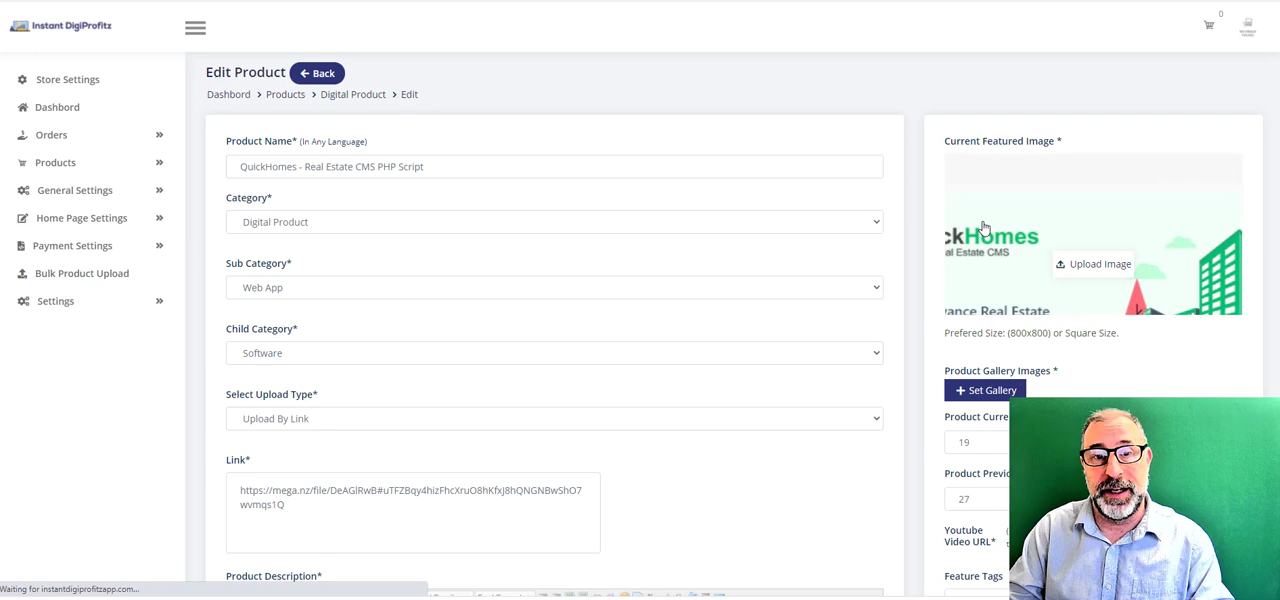 Instant DigiProfitz
0
Store Settings
Dashbord
Orders
Products
General Settings
Home Page Settings
Payment Settings
Bulk Product Upload
Settings
Edit Product
Back
Dashbord > Products > Digital Product > Edit
Product Name* (In Any Language)
QuickHomes - Real Estate CMS PHP Script
Category*
Digital Product
Sub Category*
Web App
Child Category*
Software
Select Upload Type*
Upload By Link
Link*
https://mega.nz/file/DeAGlRwB#uTFZBqy4hizFhcXruO8hKfxJ8hQNGNBwShO7
wvmqs1Q
Product Description*
Current Featured Image *
ckHomes
al Estate CMS
Upload Image
vance Real Estate
Prefered Size: (800x800) or Square Size.
Product Gallery Images *
+ Set Gallery
Product Curre
19
Product Previo
27
Youtube
Video URL*
Feature Tags
Waiting for instantdigiprofitzapp.com...